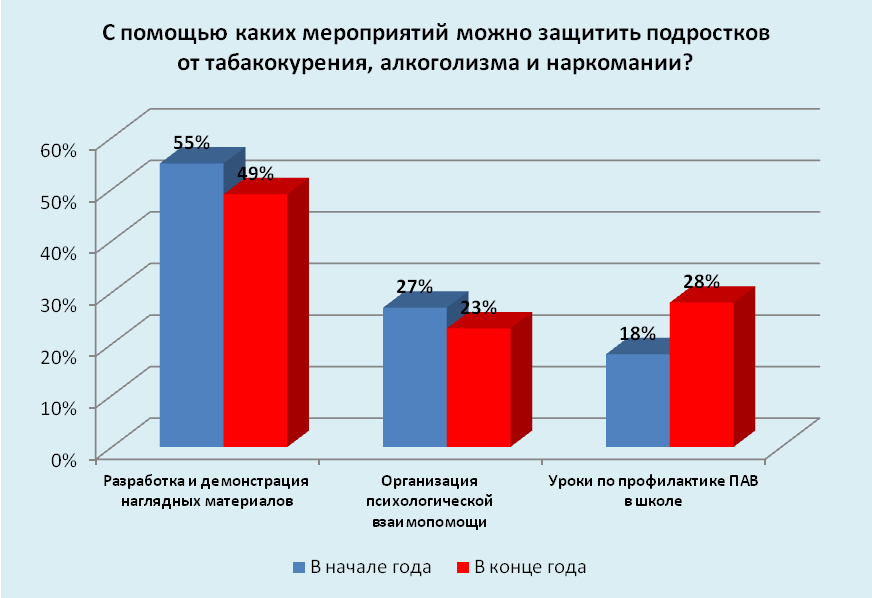 С помощью каких мероприятий можно защитить подростков
от табакокурения, алкоголизма и наркомании?
60%
50%
40%
30%
20%
10%
0%
55%
49%
27%
23%
18%
28%
Разработка и демонстрация
наглядных материалов
Организация
психологической
взаимопомощи
Уроки по профилактике ПАВ
в школе
В начале года
В конце года